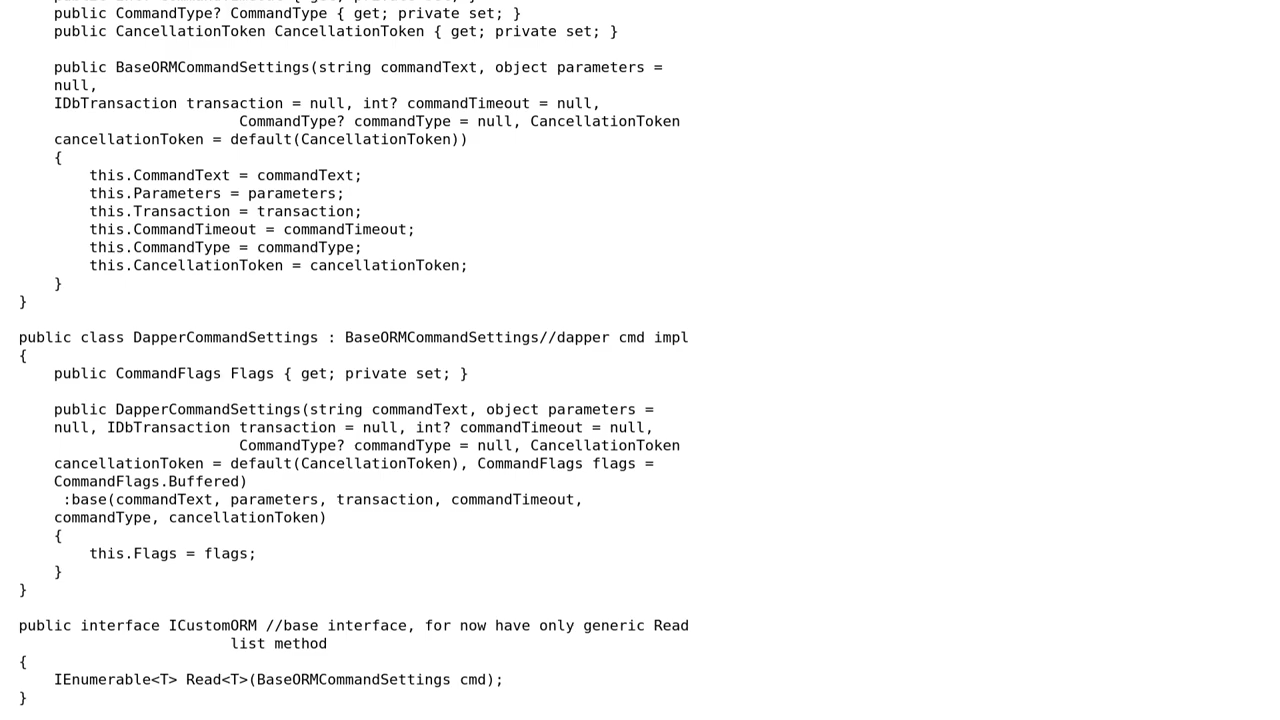 public CommandType? CommandType { get; private set; }
public CancellationToken CancellationToken { get; private set; }
public BaseORMCommandSettings(string commandText, object parameters =
null,
IDbTransaction transaction = null, int? commandTimeout = null,
CommandType? commandType = null, CancellationToken
cancellationToken = default(CancellationToken))
{
this.CommandText = commandText;
this.Parameters = parameters;
this.Transaction = transaction;
this.CommandTimeout = commandTimeout;
this.CommandType = commandType;
this.CancellationToken = cancellationToken;
}
}
public class DapperCommandSettings : BaseORMCommandSettings//dapper cmd impl
{
public CommandFlags Flags { get; private set; }
public DapperCommandSettings(string commandText, object parameters =
null, IDbTransaction transaction = null, int? commandTimeout = null,
CommandType? commandType = null, CancellationToken
cancellationToken = default(CancellationToken), CommandFlags flags =
CommandFlags.Buffered)
:base(commandText, parameters, transaction, commandTimeout,
commandType, cancellationToken)
{
this.Flags = flags;
}
}
public interface ICustomORM //base interface, for now have only generic Read
list method
{
IEnumerable<T> Read<T>(BaseORMCommandSettings cmd);
}